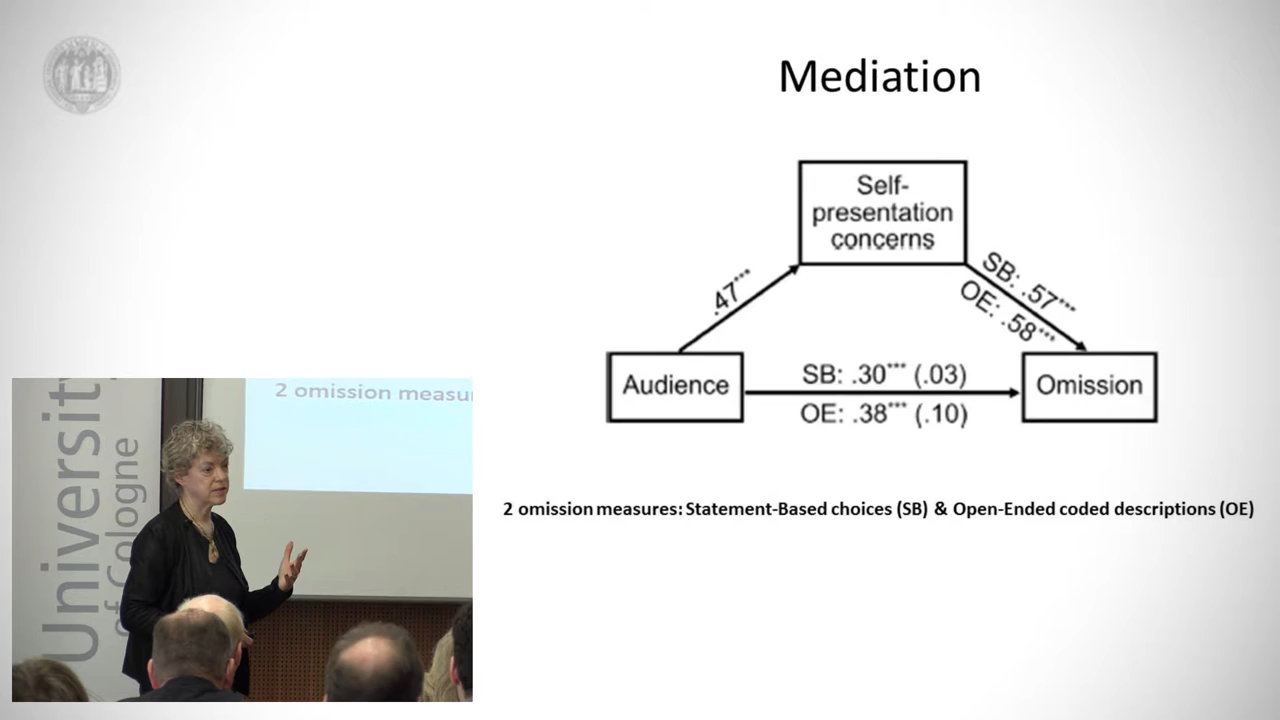 Mediation
Self-
presentation
concerns
.47***
SB: .57***
OE: .58***
Audience
SB: .30*** (.03)
OE: .38*** (.10)
Omission
2 omission measures: Statement-Based choices (SB) & Open-Ended coded descriptions (OE)
2 omission measu
University
of Cologne